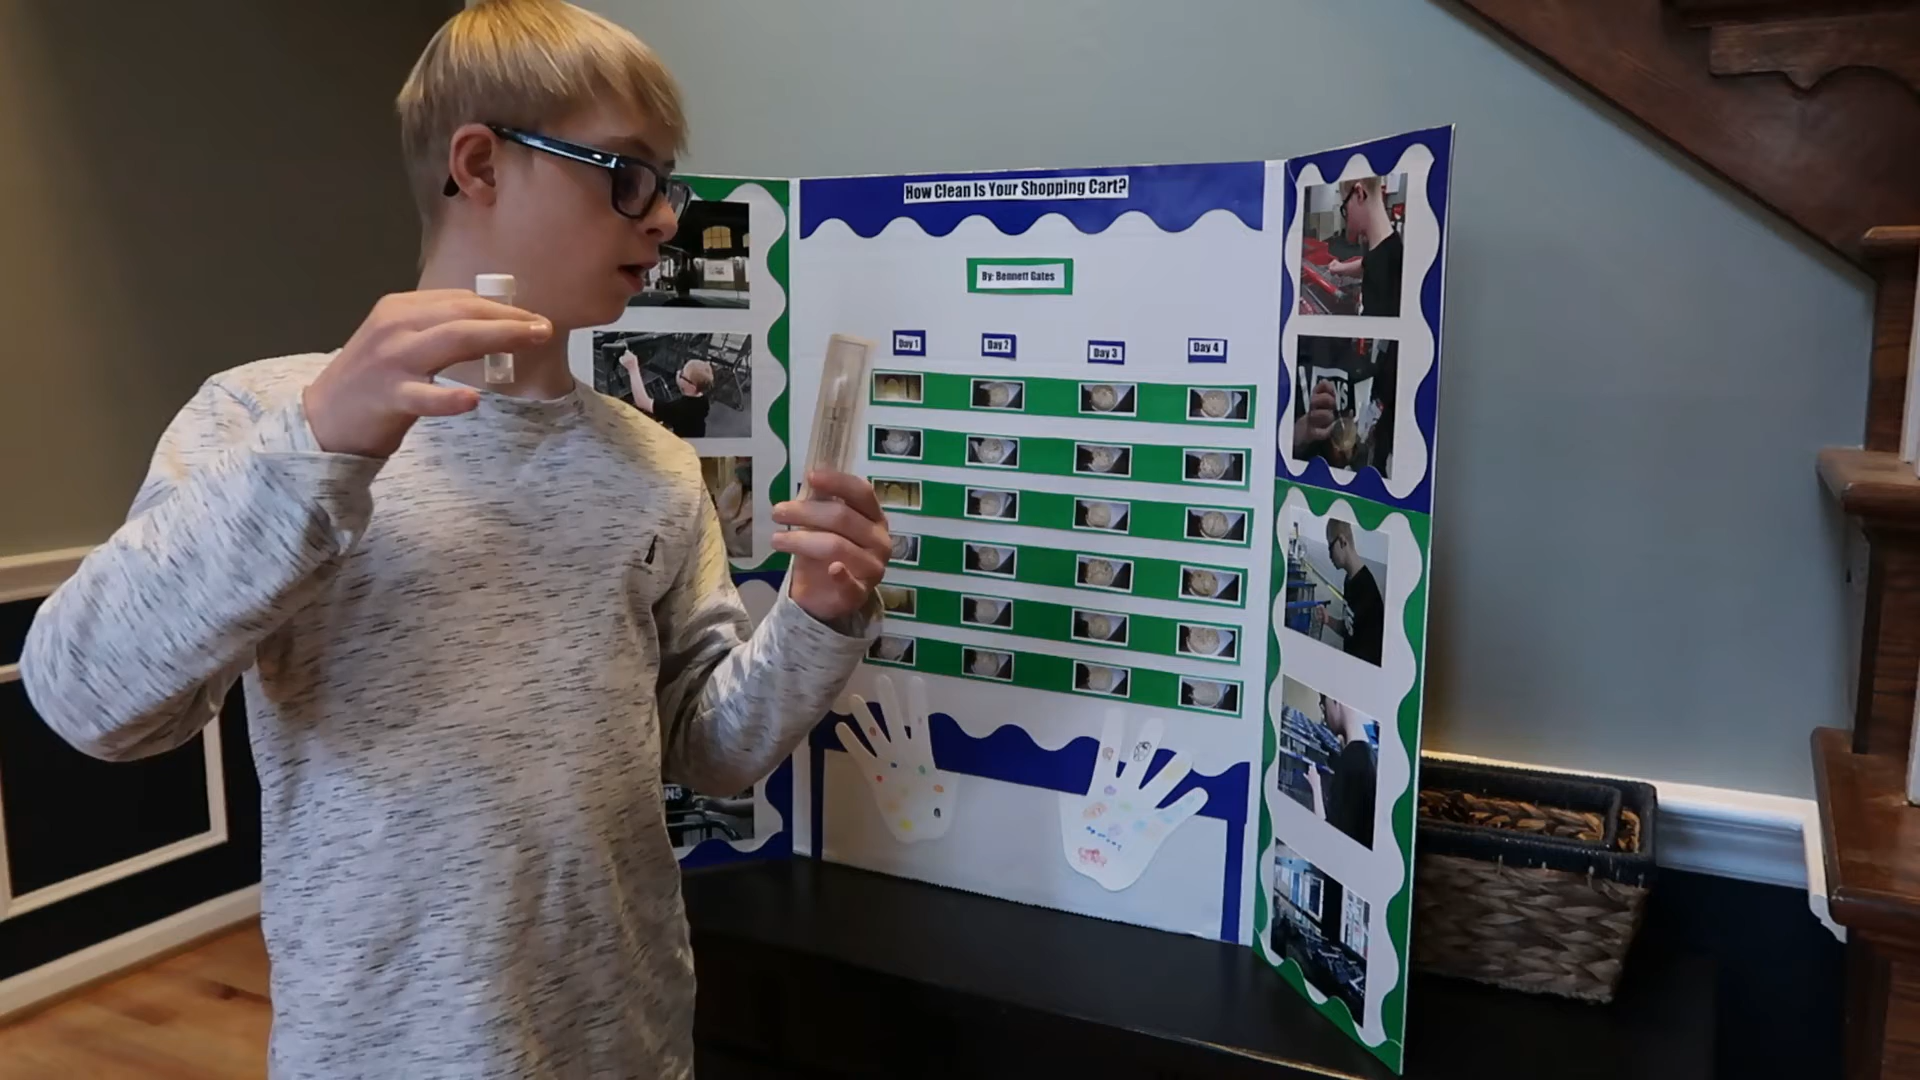 How Clean Is Your Shopping Cart?
By: Bennett Gates
Day 1
Day 2
Day 3
Day 4